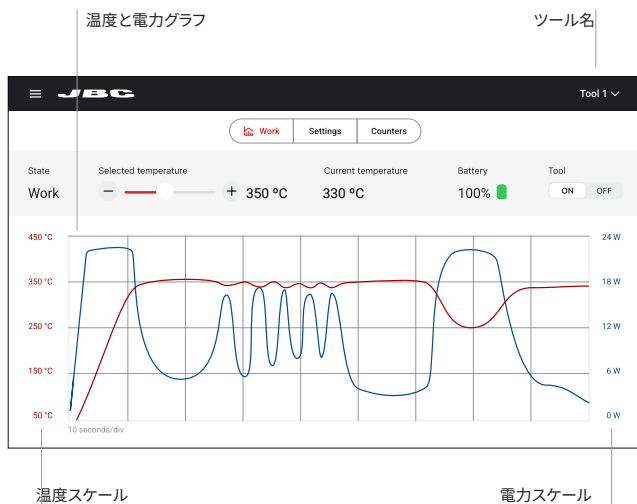 温度と電力グラフ
ツール名
JBC
Tool 1
Work
Settings
Counters
State
Selected temperature
Current temperature
Battery
Tool
Work
− + 350 ºC
330 ºC
100%
ON OFF
450 °C
24 W
350 °C
18 W
250 °C
12 W
150 °C
6 W
50 °C
0 W
10 seconds/div
温度スケール
電力スケール